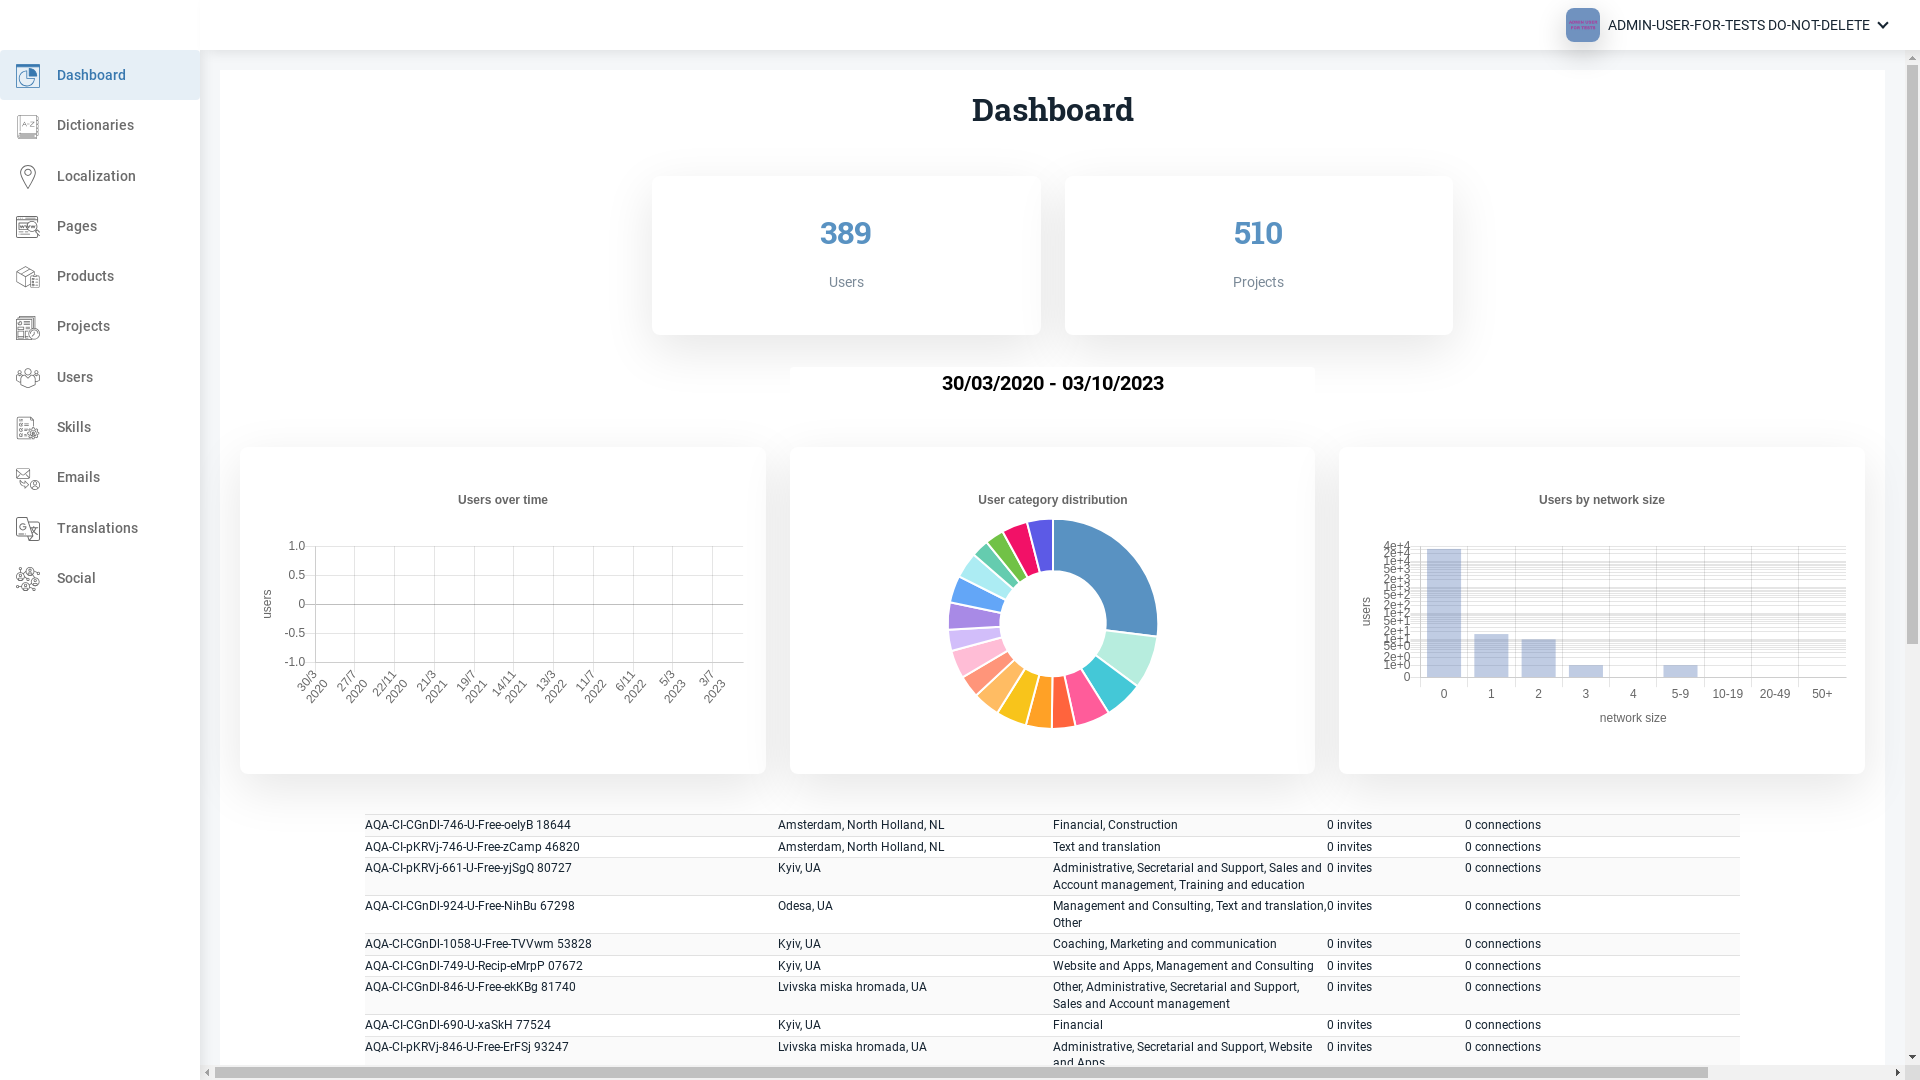 ADMIN-USER-FOR-TESTS DO-NOT-DELETE
Dashboard
Dictionaries
Localization
Pages
Products
Projects
Users
Skills
Emails
Translations
Social
Dashboard
389
Users
510
Projects
30/03/2020 - 03/10/2023
Users over time
1.0
0.5
0
-0.5
-1.0
users
30/3 2020
27/7 2020
22/11 2020
21/3 2021
19/7 2021
14/11 2021
13/3 2022
11/7 2022
6/11 2022
5/3 2023
3/7 2023
User category distribution
Users by network size
4e+4
2e+4
1e+4
5e+3
2e+3
1e+3
5e+2
2e+2
1e+2
5e+1
2e+1
1e+1
5e+0
2e+0
1e+0
0
users
0 1 2 3 4 5-9 10-19 20-49 50+
network size
AQA-CI-CGnDI-746-U-Free-oeIyB 18644 Amsterdam, North Holland, NL Financial, Construction 0 invites 0 connections
AQA-CI-pKRVj-746-U-Free-zCamp 46820 Amsterdam, North Holland, NL Text and translation 0 invites 0 connections
AQA-CI-pKRVj-661-U-Free-yjSgQ 80727 Kyiv, UA Administrative, Secretarial and Support, Sales and 0 invites 0 connections
Account management, Training and education
AQA-CI-CGnDI-924-U-Free-NihBu 67298 Odesa, UA Management and Consulting, Text and translation, 0 invites 0 connections
Other
AQA-CI-CGnDI-1058-U-Free-TVVwm 53828 Kyiv, UA Coaching, Marketing and communication 0 invites 0 connections
AQA-CI-CGnDI-749-U-Recip-eMrpP 07672 Kyiv, UA Website and Apps, Management and Consulting 0 invites 0 connections
AQA-CI-CGnDI-846-U-Free-ekKBg 81740 Lvivska miska hromada, UA Other, Administrative, Secretarial and Support, 0 invites 0 connections
Sales and Account management
AQA-CI-CGnDI-690-U-xaSkH 77524 Kyiv, UA Financial 0 invites 0 connections
AQA-CI-pKRVj-846-U-Free-ErFSj 93247 Lvivska miska hromada, UA Administrative, Secretarial and Support, Website 0 invites 0 connections
and Apps